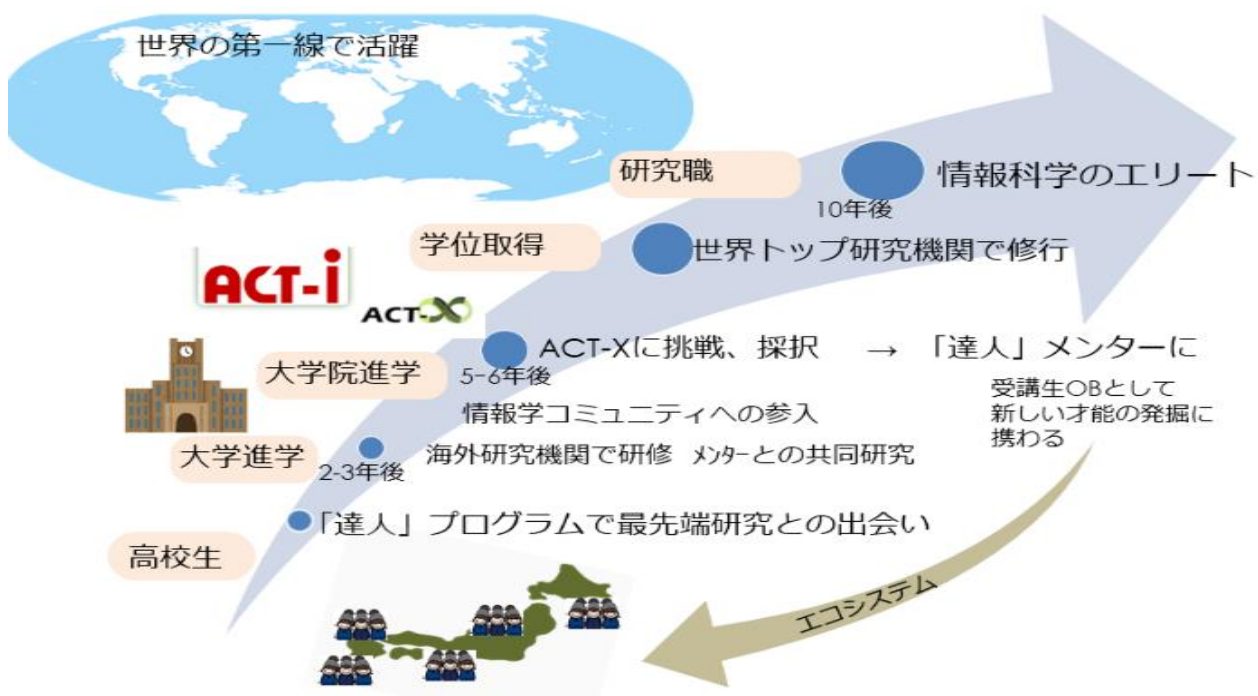 世界の第一線で活躍
研究職
情報科学のエリート
10年後
学位取得
世界トップ研究機関で修行
ACT-i
ACT-X
大学院進学
ACT-Xに挑戦、採択 → 「達人」メンターに
5-6年後
受講生OBとして
新しい才能の発掘に
携わる
情報学コミュニティへの参入
大学進学
2-3年後
海外研究機関で研修 ﾒﾝﾀｰとの共同研究
「達人」プログラムで最先端研究との出会い
高校生
エコシステム